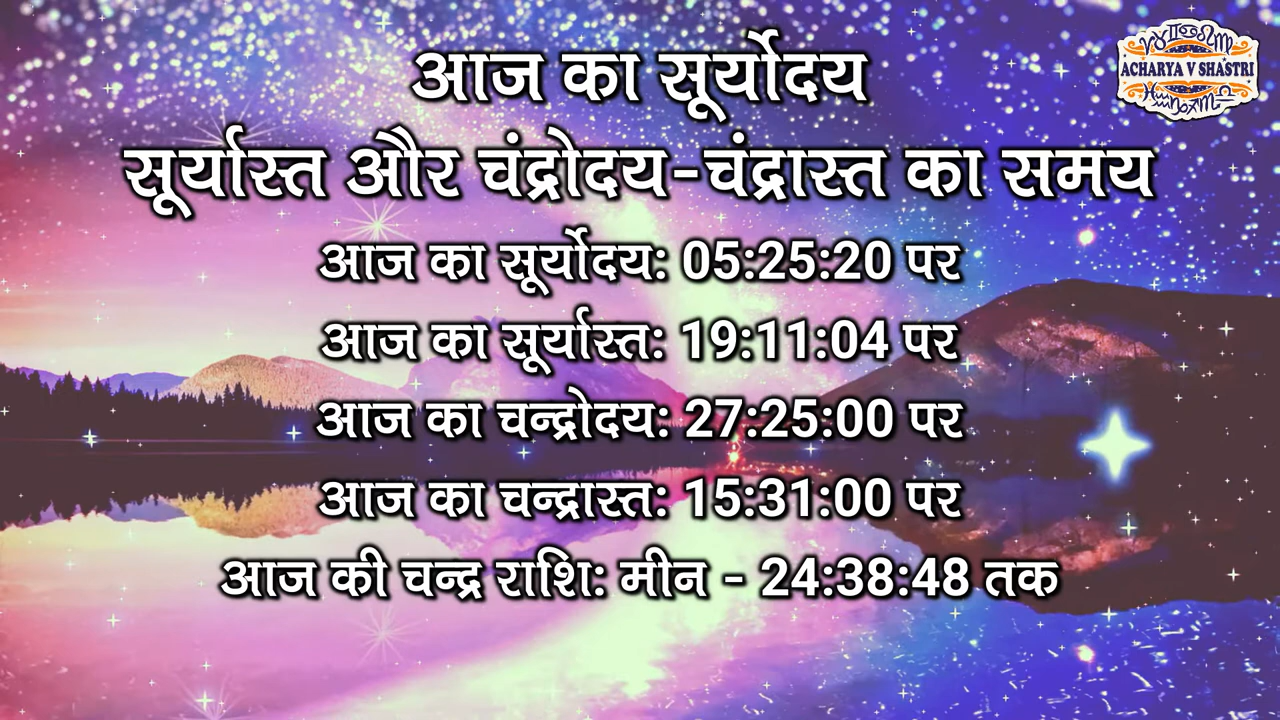 आज का सूर्योदय
सूर्यास्त और चंद्रोदय-चंद्रास्त का समय
आज का सूर्योदय: 05:25:20 पर
आज का सूर्यास्त: 19:11:04 पर
आज का चन्द्रोदय: 27:25:00 पर
आज का चन्द्रास्त: 15:31:00 पर
आज की चन्द्र राशि: मीन - 24:38:48 तक
ACHARYA V SHASTRI